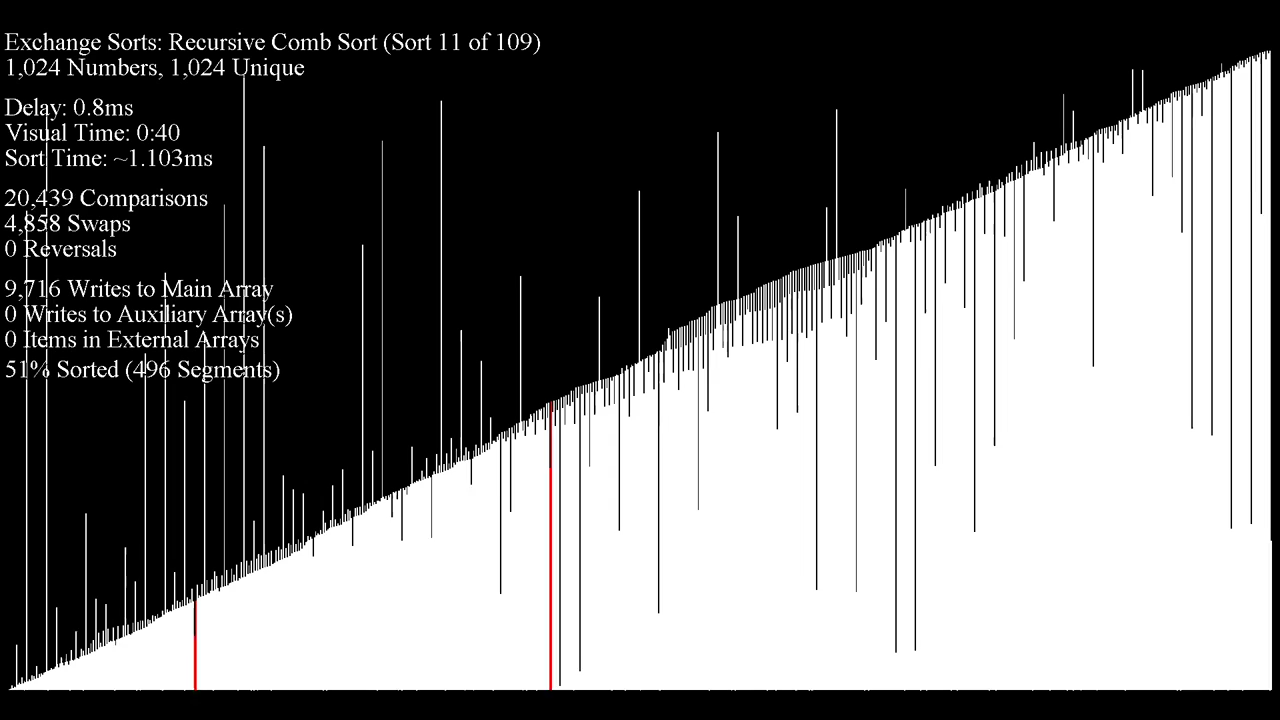 Exchange Sorts: Recursive Comb Sort (Sort 11 of 109)
1,024 Numbers, 1,024 Unique
Delay: 0.8ms
Visual Time: 0:40
Sort Time: ~1.103ms
20,439 Comparisons
4,858 Swaps
0 Reversals
9,716 Writes to Main Array
0 Writes to Auxiliary Array(s)
0 Items in External Arrays
51% Sorted (496 Segments)